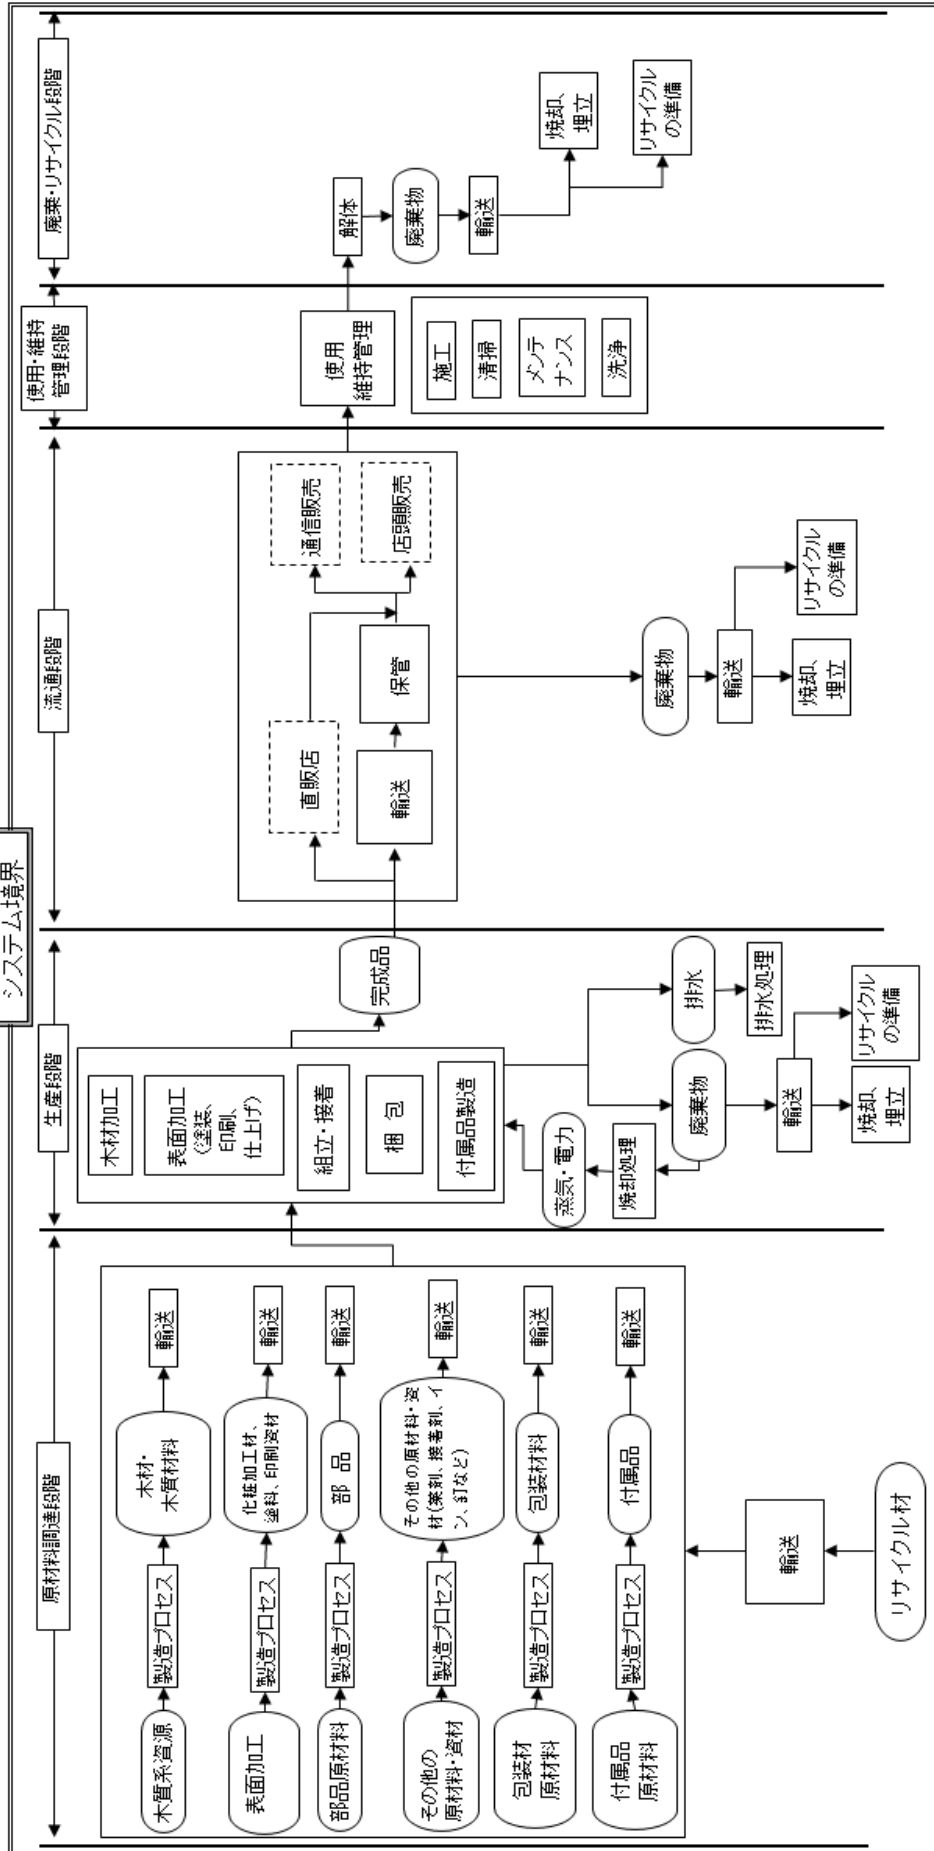 システム境界
原材料調達段階
生産段階
流通段階
使用・維持
管理段階
廃棄・リサイクル段階
木質系資源
製造プロセス
木材・
木質材料
輸送
表面加工
製造プロセス
化粧加工材、
塗料、印刷資材
輸送
部品原材料
製造プロセス
部 品
輸送
その他の
原材料・資材
製造プロセス
その他の原材料・資
材(薬剤、接着剤、イ
ン、釘など)
輸送
包装材
原材料
製造プロセス
包装材料
輸送
付属品
原材料
製造プロセス
付属品
輸送
輸送
リサイクル材
木材加工
表面加工
(塗装、
印刷、
仕上げ)
組立・接着
梱 包
付属品製造
完成品
蒸気・電力
焼却処理
廃棄物
排水
排水処理
輸送
リサイクル
の準備
焼却、
埋立
直販店
輸送
保管
通信販売
店頭販売
廃棄物
輸送
焼却、
埋立
リサイクル
の準備
使用
維持管理
施工
清掃
メンテ
ナンス
洗浄
解体
廃棄物
輸送
焼却、
埋立
リサイクル
の準備